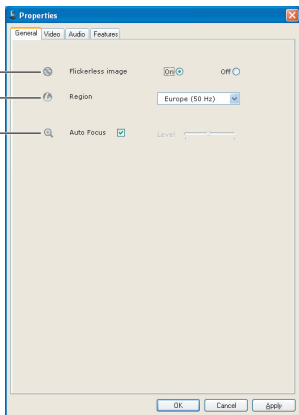 Properties
General Video Audio Features
Flickerless image On Off
Region Europe (50 Hz)
Auto Focus Level
OK Cancel Apply